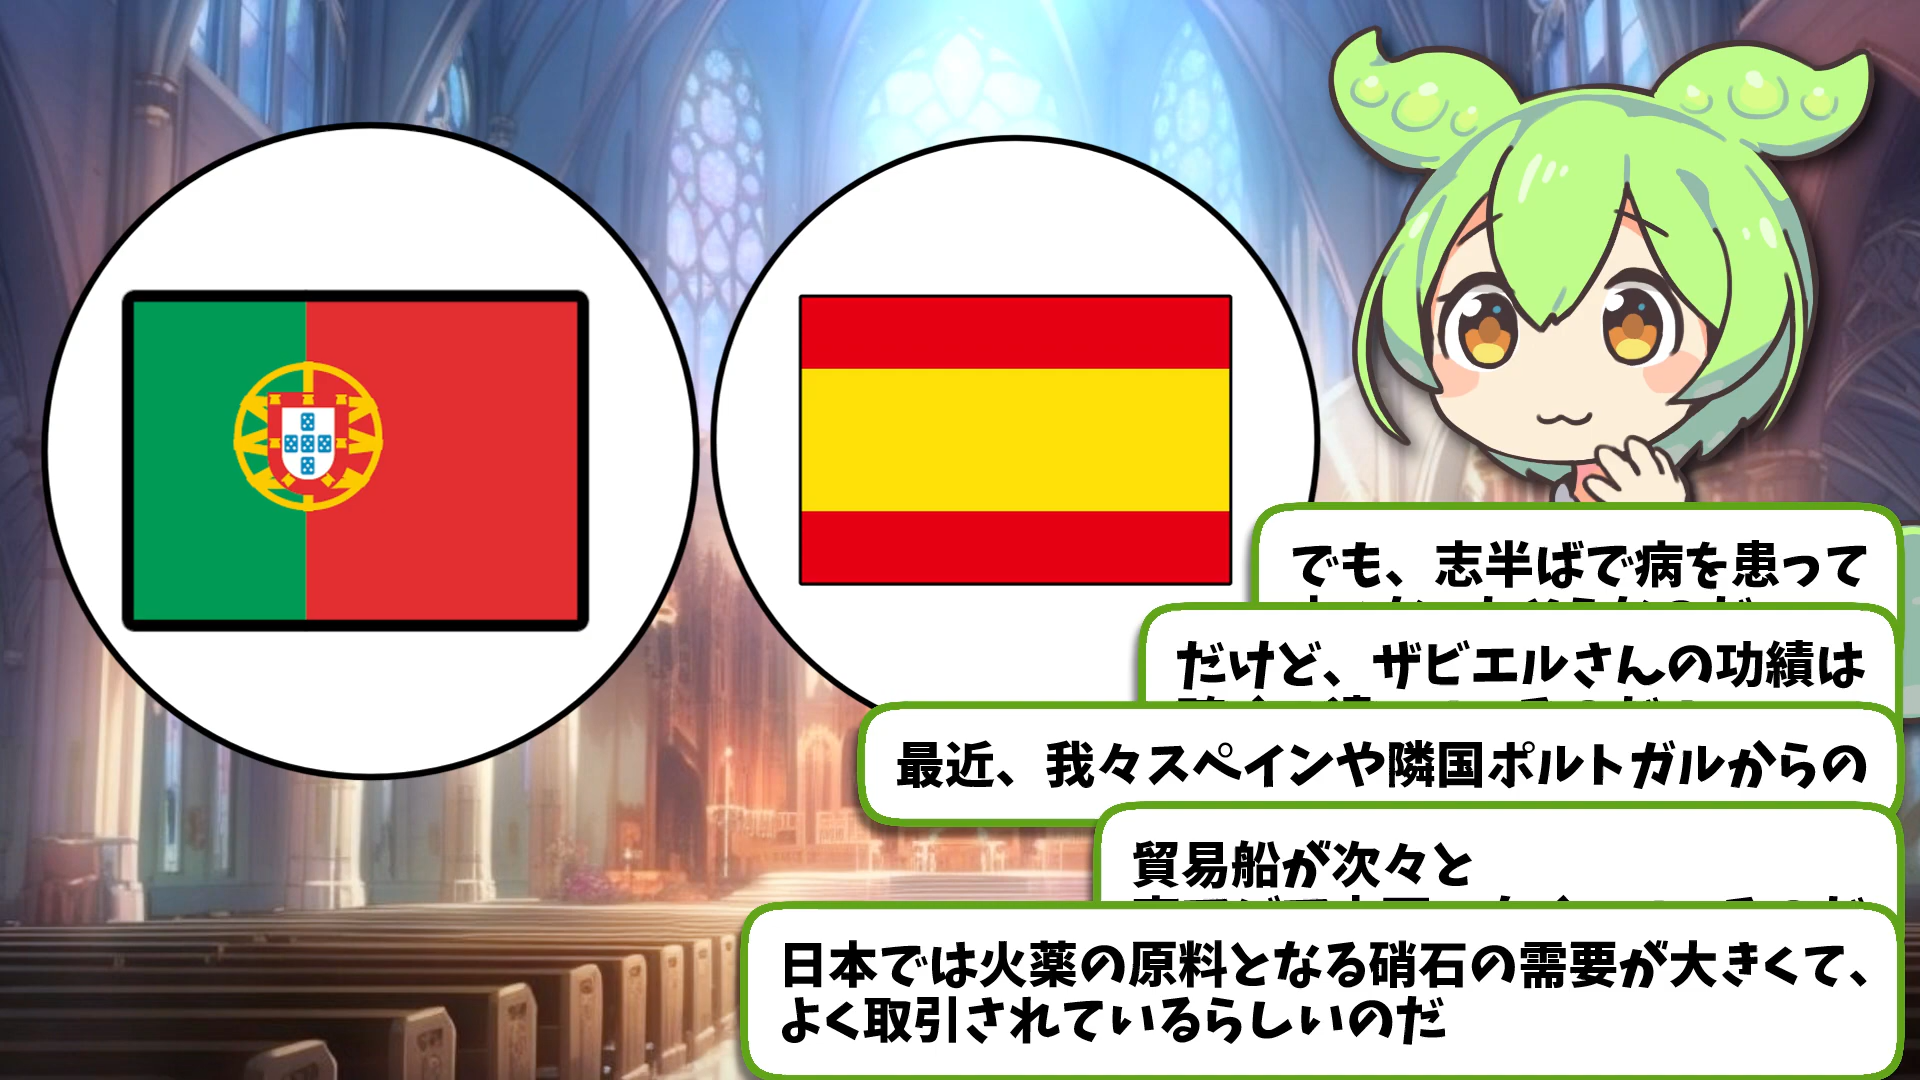 でも、志半ばで病を患って
だけど、ザビエルさんの功績は
最近、我々スペインや隣国ポルトガルからの
貿易船が次々と
日本では火薬の原料となる硝石の需要が大きくて、
よく取引されているらしいのだ